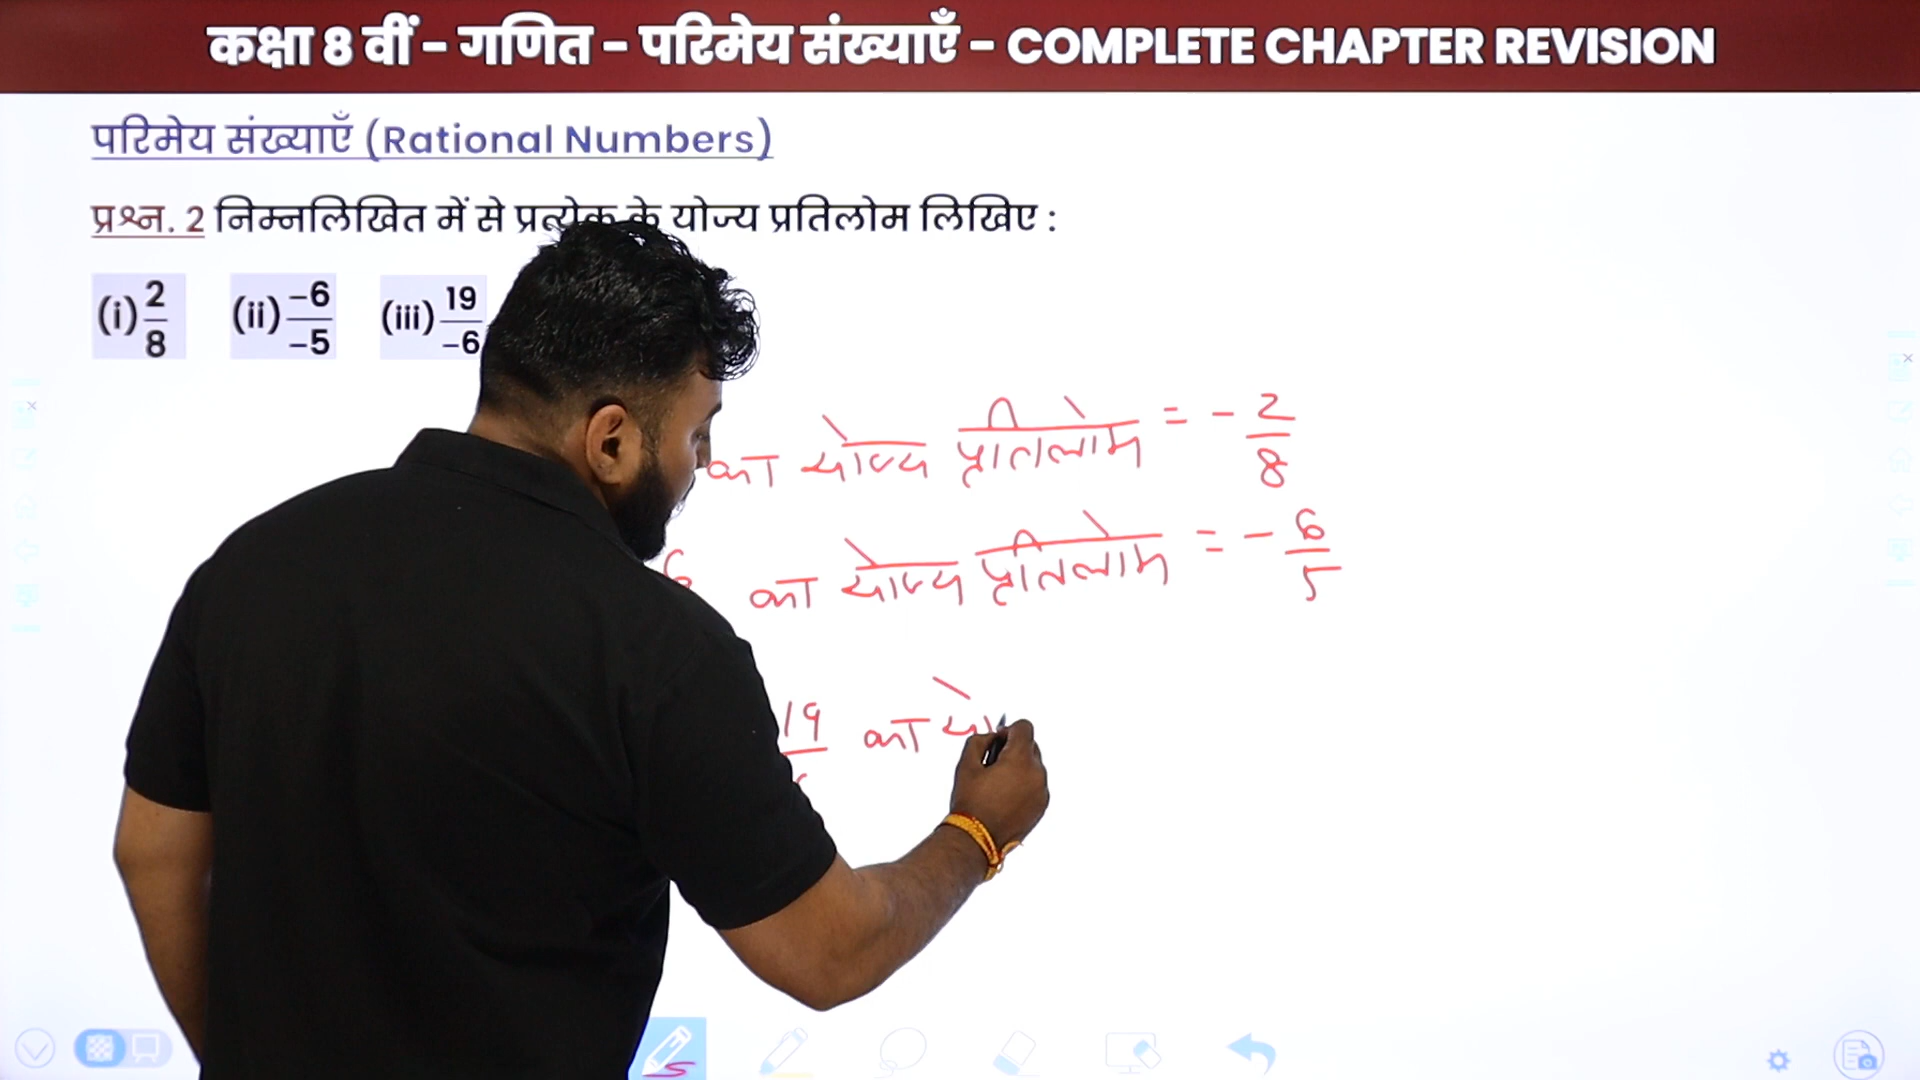 कक्षा 8 वीं - गणित - परिमेय संख्याएँ - COMPLETE CHAPTER REVISION
परिमेय संख्याएँ (Rational Numbers)
प्रश्न. 2 निम्नलिखित में से प्रत्येक के योज्य प्रतिलोम लिखिए :
(i) 2/8 (ii) -6/-5 (iii) 19/-6
का योज्य प्रतिलोम = - 2/8
6 का योज्य प्रतिलोम = - 6/5
19 का यो